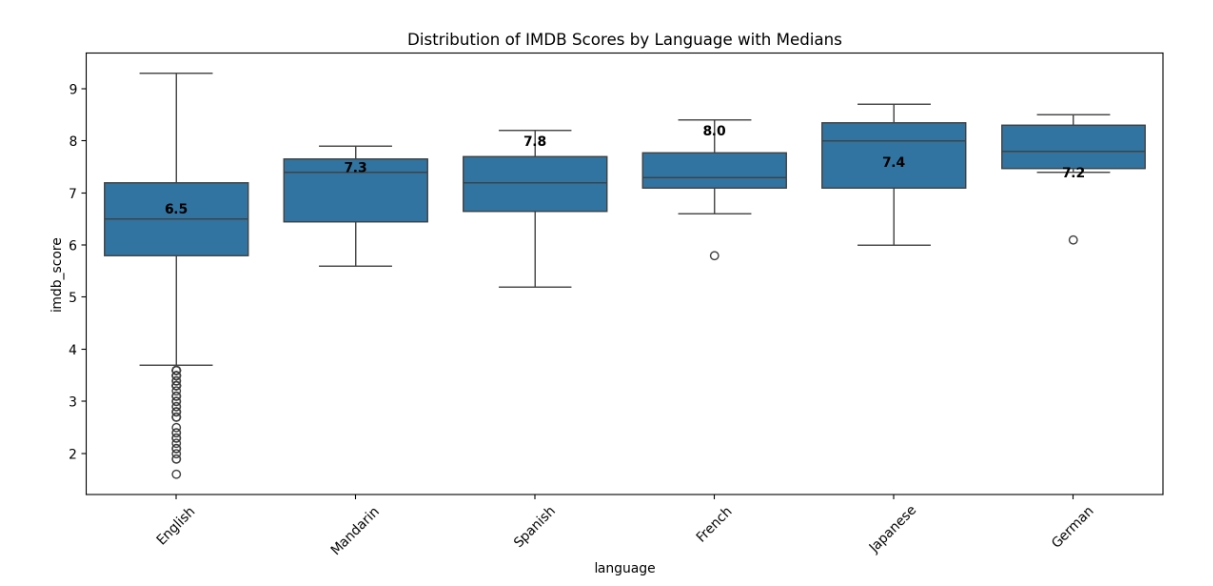 Distribution of IMDB Scores by Language with Medians
imdb_score
9
8
7
6
5
4
3
2
6.5
7.3
7.8
8.0
7.4
7.2
English
Mandarin
Spanish
French
Japanese
German
language